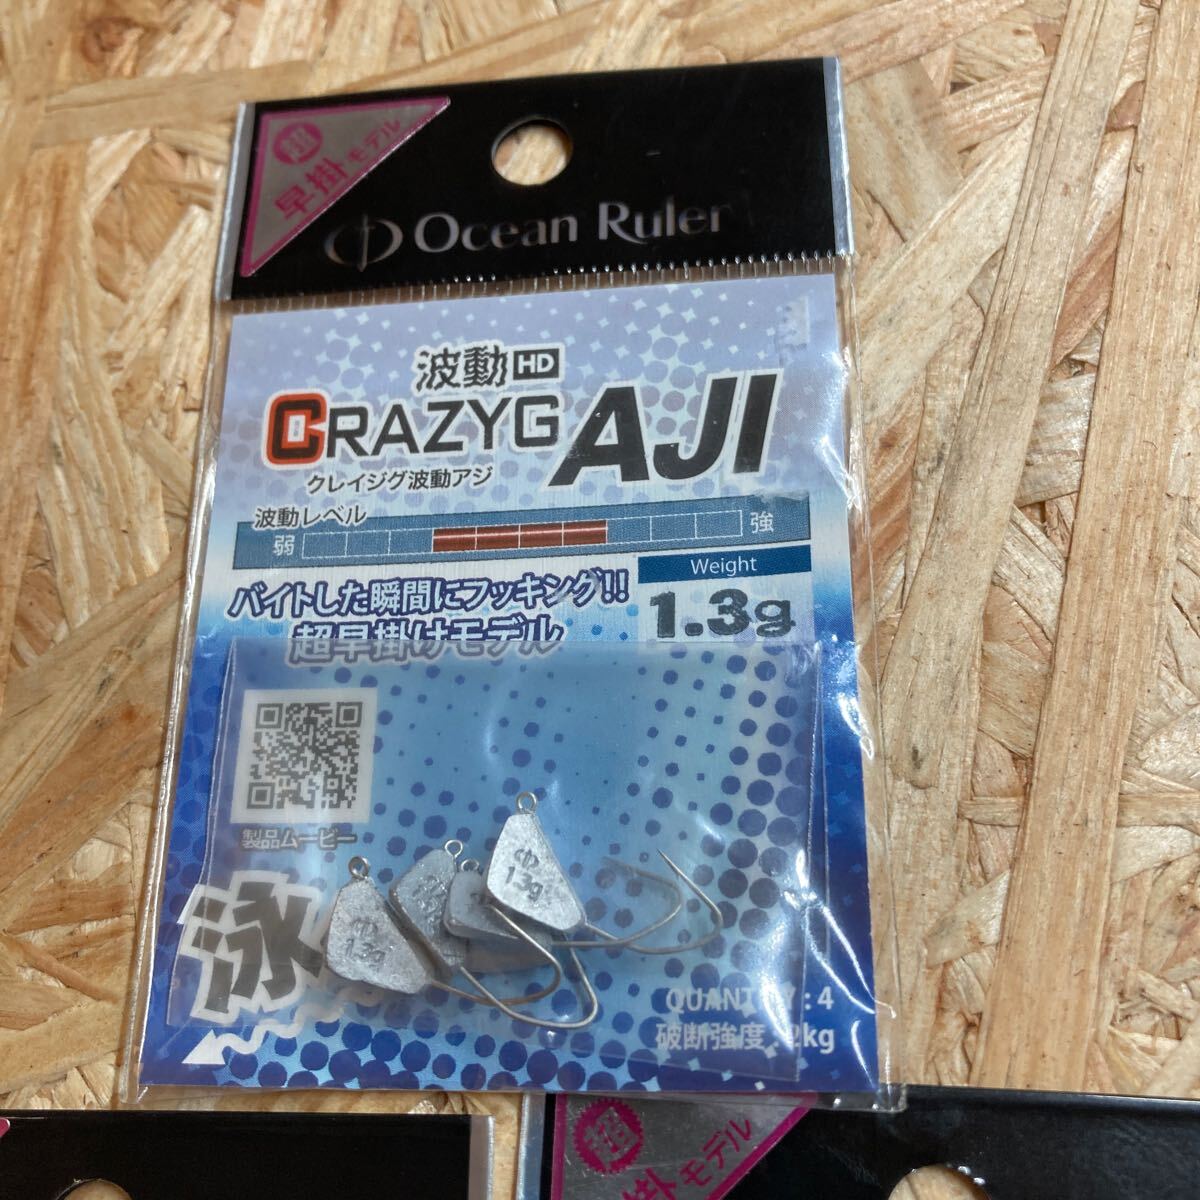 超
早掛モデル
Ocean Ruler
波動HD
CRAZYG AJI
クレイジグ波動アジ
波動レベル
弱 強
Weight
1.3g
バイトした瞬間にフッキング!!
超早掛けモデル
製品ムービー
泳
1.3g
1.3g
QUANTITY : 4
破断強度 : 2kg
超
掛モデル